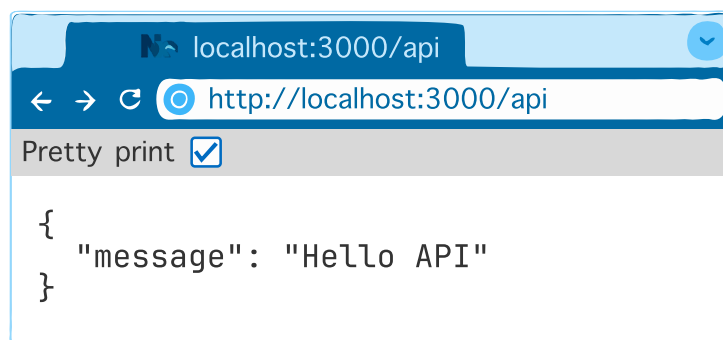 localhost:3000/api
http://localhost:3000/api
Pretty print
{
"message": "Hello API"
}